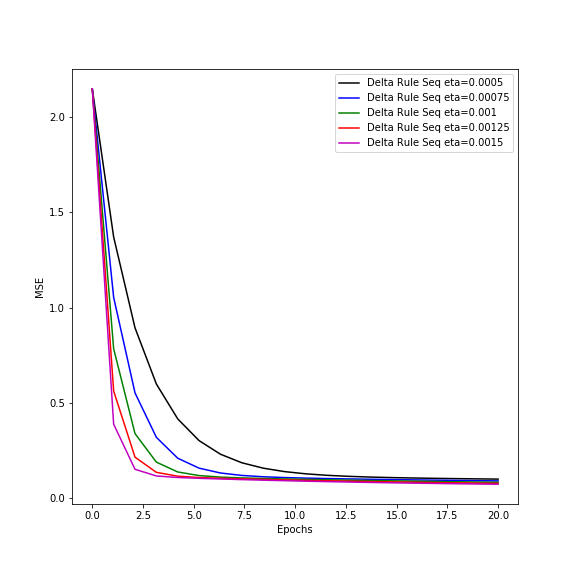 Delta Rule Seq eta=0.0005
Delta Rule Seq eta=0.00075
Delta Rule Seq eta=0.001
Delta Rule Seq eta=0.00125
Delta Rule Seq eta=0.0015
2.0
1.5
1.0
0.5
0.0
MSE
0.0 2.5 5.0 7.5 10.0 12.5 15.0 17.5 20.0
Epochs